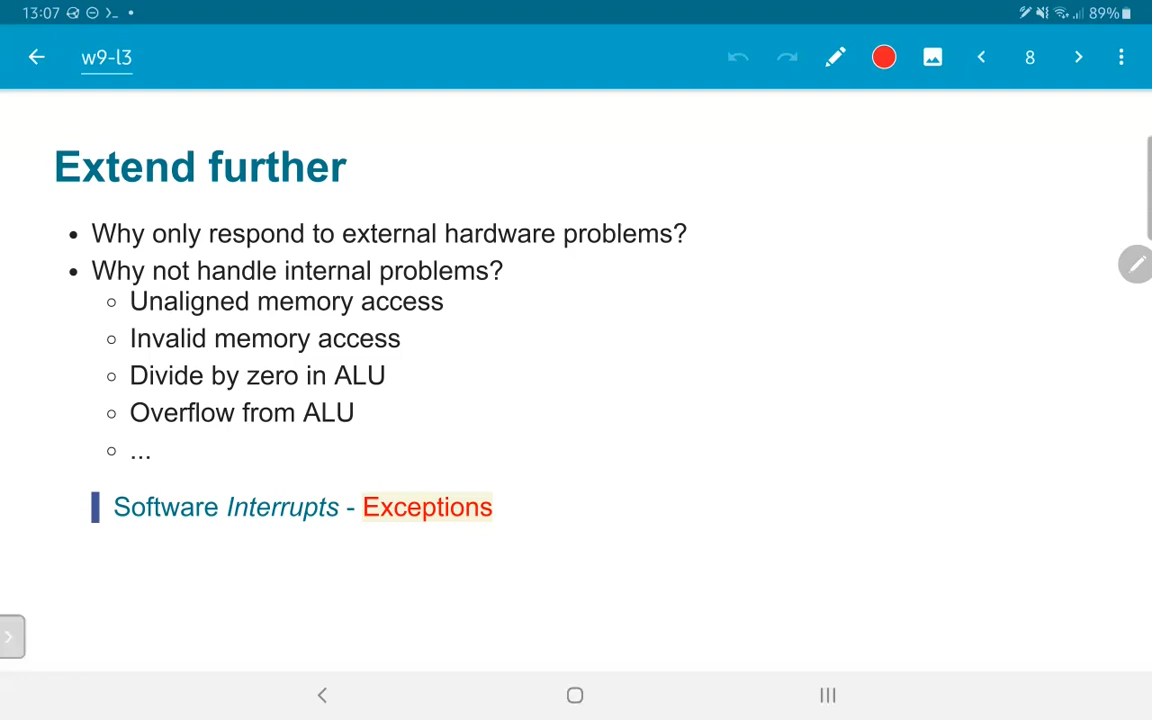 13:07
89%
w9-l3
8
Extend further
• Why only respond to external hardware problems?
• Why not handle internal problems?
◦ Unaligned memory access
◦ Invalid memory access
◦ Divide by zero in ALU
◦ Overflow from ALU
◦ ...
Software Interrupts - Exceptions